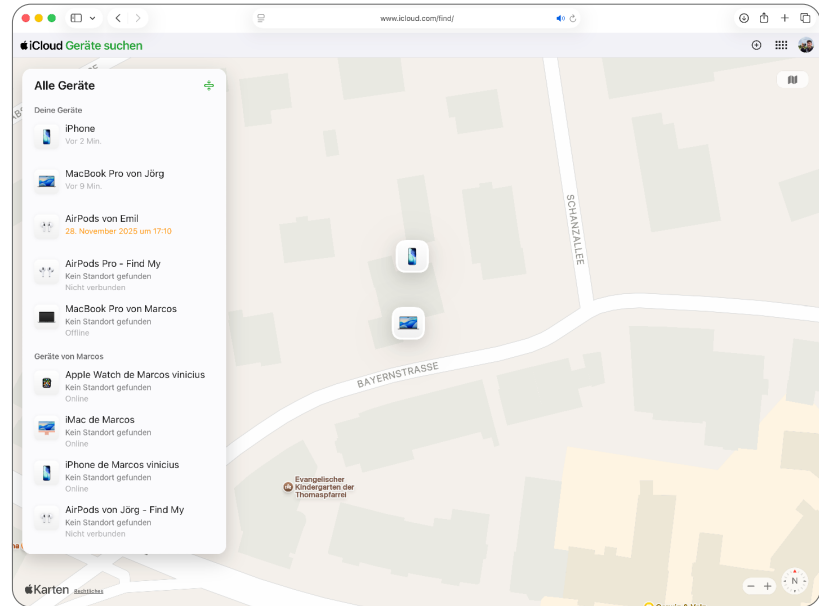 www.icloud.com/find/
iCloud Geräte suchen
Alle Geräte
Deine Geräte
iPhone
Vor 2 Min.
MacBook Pro von Jörg
Vor 9 Min.
AirPods von Emil
28. November 2025 um 17:10
AirPods Pro - Find My
Kein Standort gefunden
Nicht verbunden
MacBook Pro von Marcos
Kein Standort gefunden
Offline
Geräte von Marcos
Apple Watch de Marcos vinicius
Kein Standort gefunden
Online
iMac de Marcos
Kein Standort gefunden
Online
iPhone de Marcos vinicius
Kein Standort gefunden
Online
AirPods von Jörg - Find My
Kein Standort gefunden
Nicht verbunden
SCHANZALLEE
BAYERNSTRASSE
Evangelischer
Kindergarten der
Thomaspfarrei
Karten
Rechtliches
N